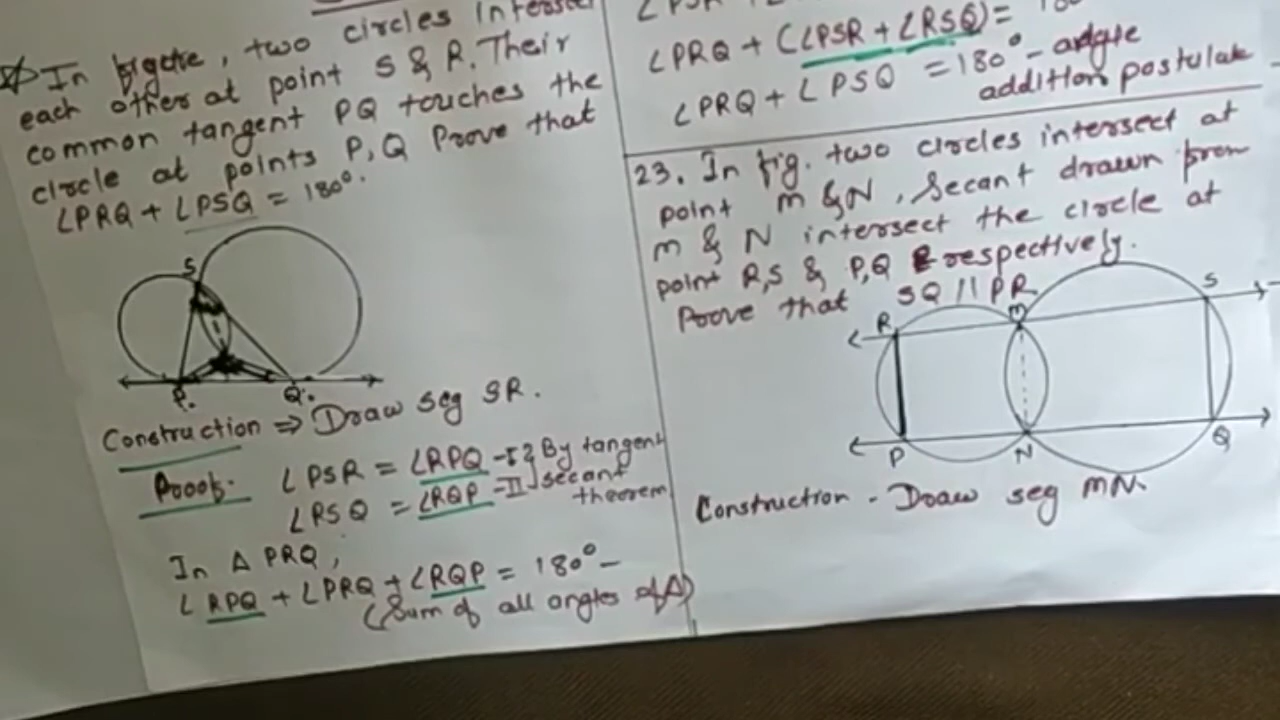 In figure, two circles Intersect
each other at point S & R. Their
common tangent PQ touches the
circle at points P, Q Prove that
∠PRQ + ∠PSQ = 180°.
S
P.
Q.
Construction ⇒ Draw seg SR.
Proof- ∠PSR = ∠RPQ -I } By tangent
∠RSQ = ∠RQP -II secant
theorem
In Δ PRQ,
∠RPQ + ∠PRQ + ∠RQP = 180° -
(Sum of all angles of Δ)
∠PRQ + (∠PSR + ∠RSQ) =
∠PRQ + ∠PSQ = 180° - angle
addition postulate
23. In fig. two circles intersect at
point M & N, Secant drawn from
M & N intersect the circle at
point R,S & P,Q respectively.
Prove that SQ // PR
R M S
P N Q
Construction - Draw seg MN.